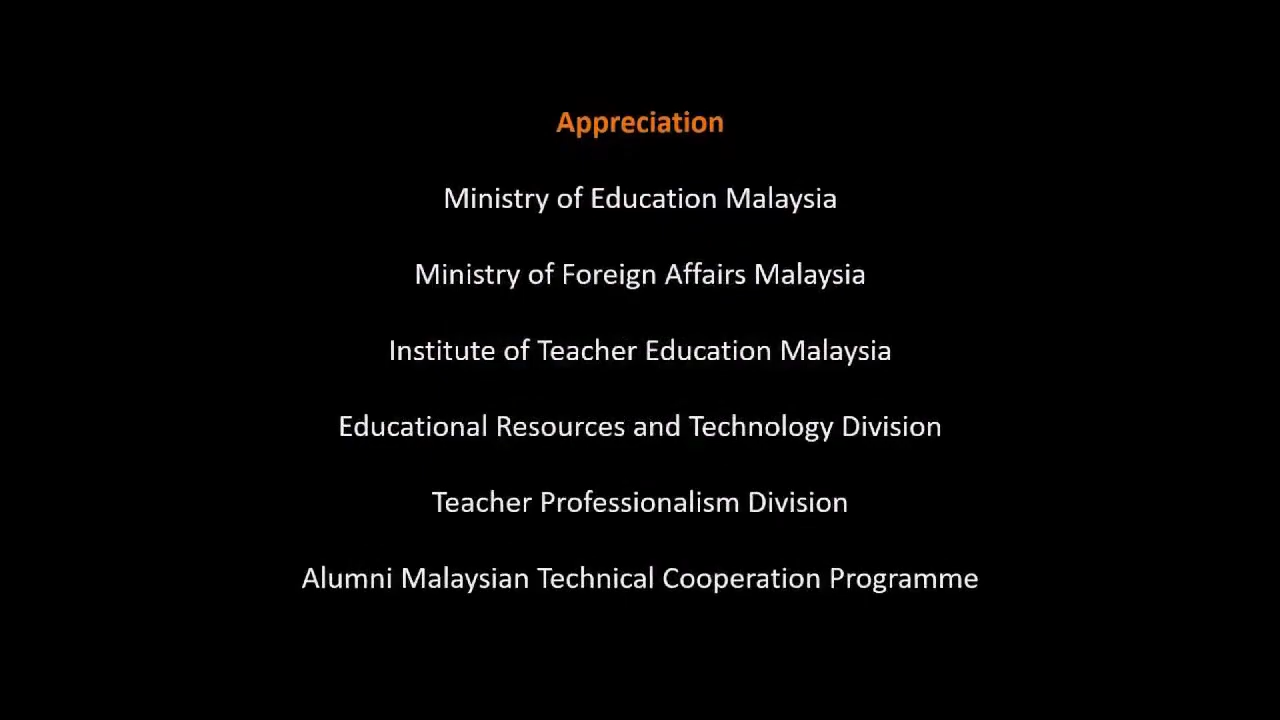 Appreciation
Ministry of Education Malaysia
Ministry of Foreign Affairs Malaysia
Institute of Teacher Education Malaysia
Educational Resources and Technology Division
Teacher Professionalism Division
Alumni Malaysian Technical Cooperation Programme